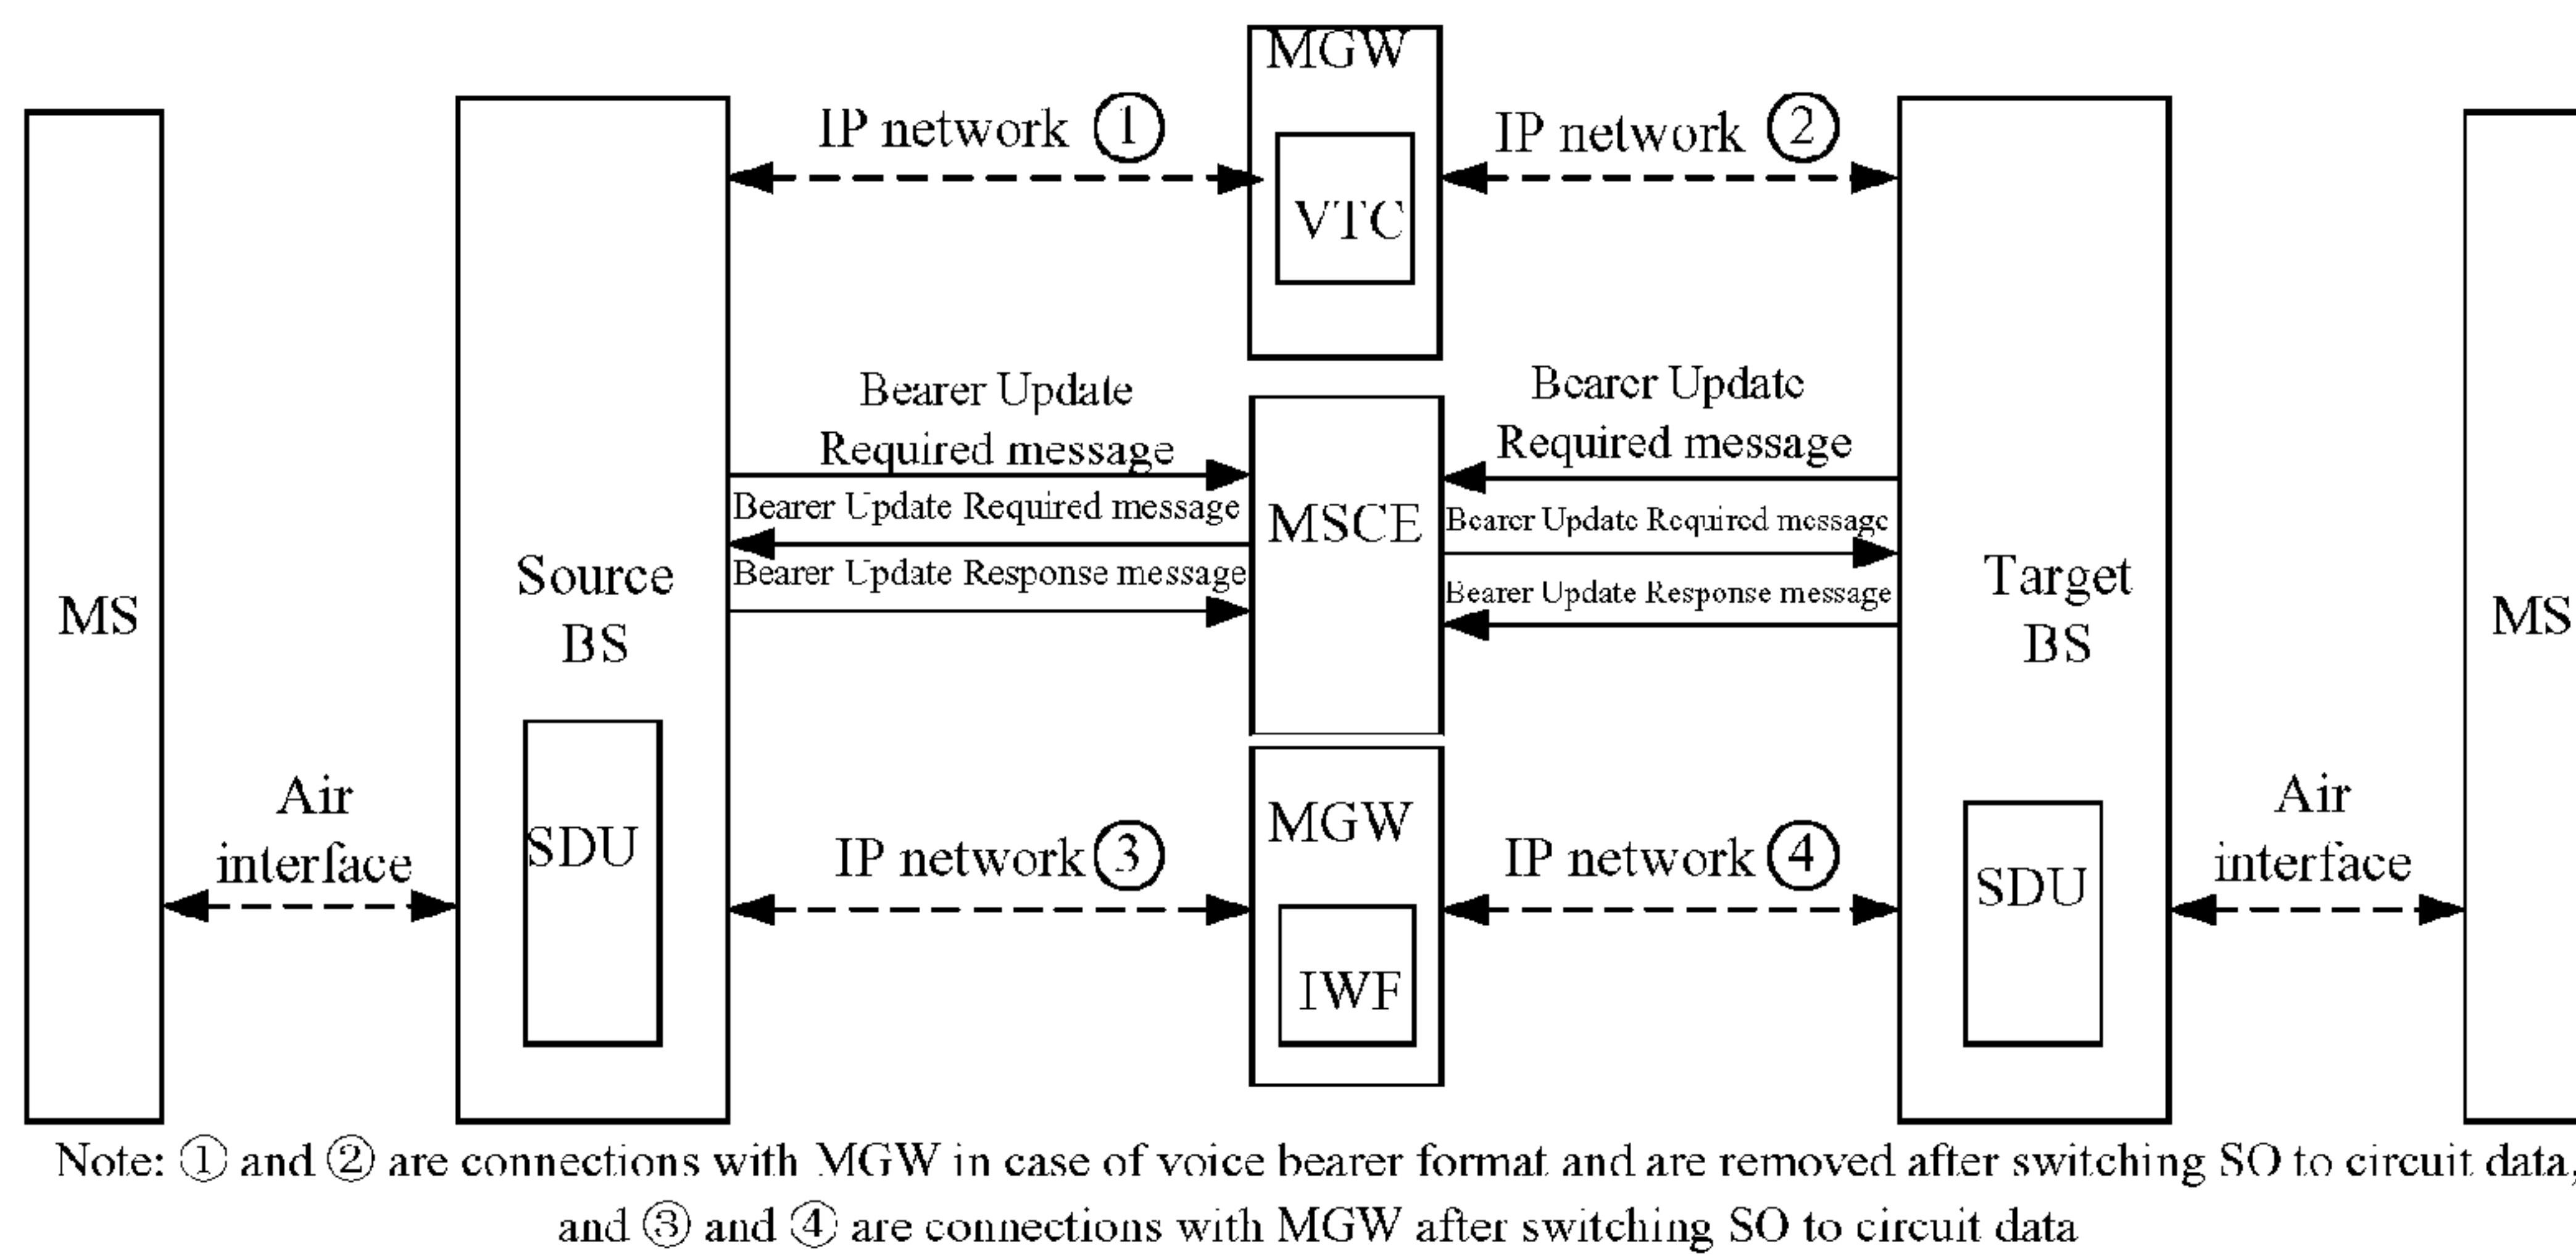 MGW
IP network ①
IP network ②
VTC
Bearer Update
Required message
Bearer Update
Required message
Bearer Update Required message
Bearer Update Required message
MSCE
Bearer Update Response message
Bearer Update Response message
MS
Source
BS
Target
BS
MS
Air
interface
SDU
IP network ③
MGW
IP network ④
SDU
Air
interface
IWF
Note: ① and ② are connections with MGW in case of voice bearer format and are removed after switching SO to circuit data,
and ③ and ④ are connections with MGW after switching SO to circuit data